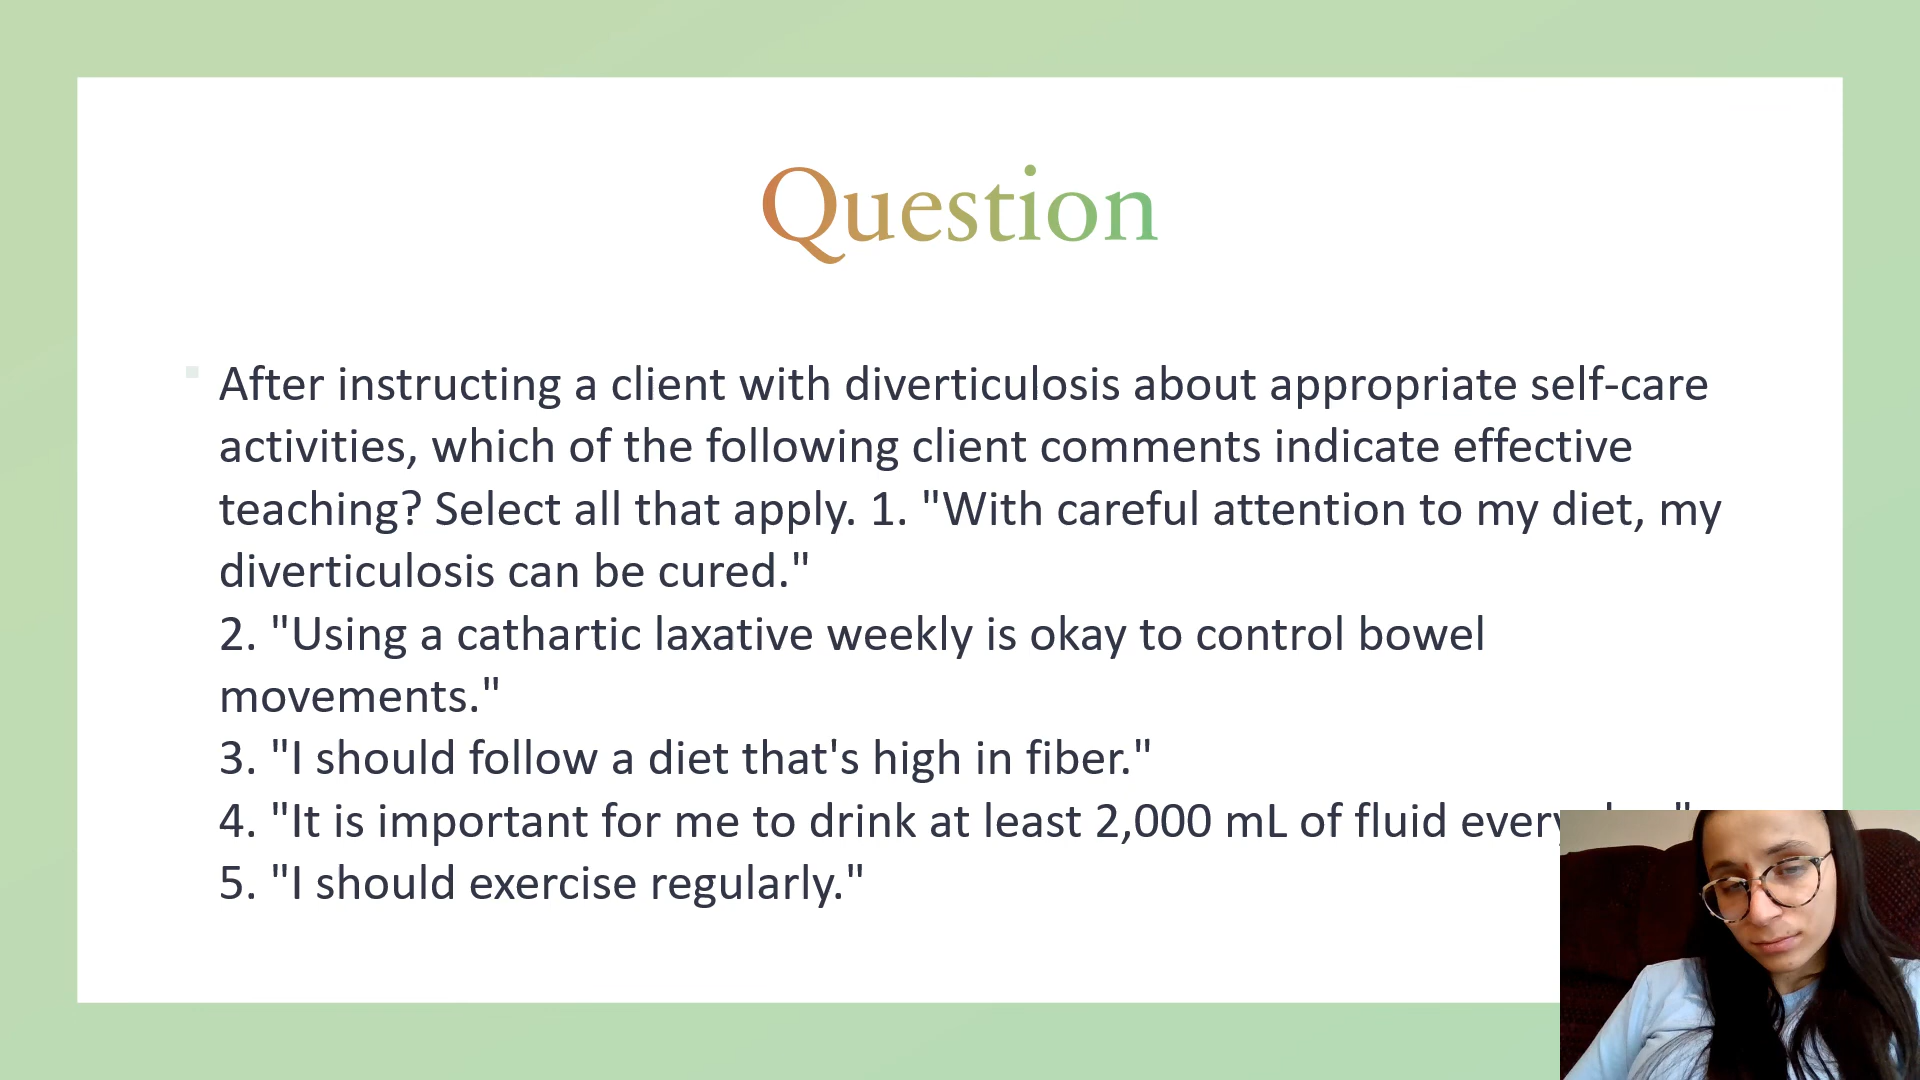 Question
After instructing a client with diverticulosis about appropriate self-care
activities, which of the following client comments indicate effective
teaching? Select all that apply. 1. "With careful attention to my diet, my
diverticulosis can be cured."
2. "Using a cathartic laxative weekly is okay to control bowel
movements."
3. "I should follow a diet that's high in fiber."
4. "It is important for me to drink at least 2,000 mL of fluid
5. "I should exercise regularly."